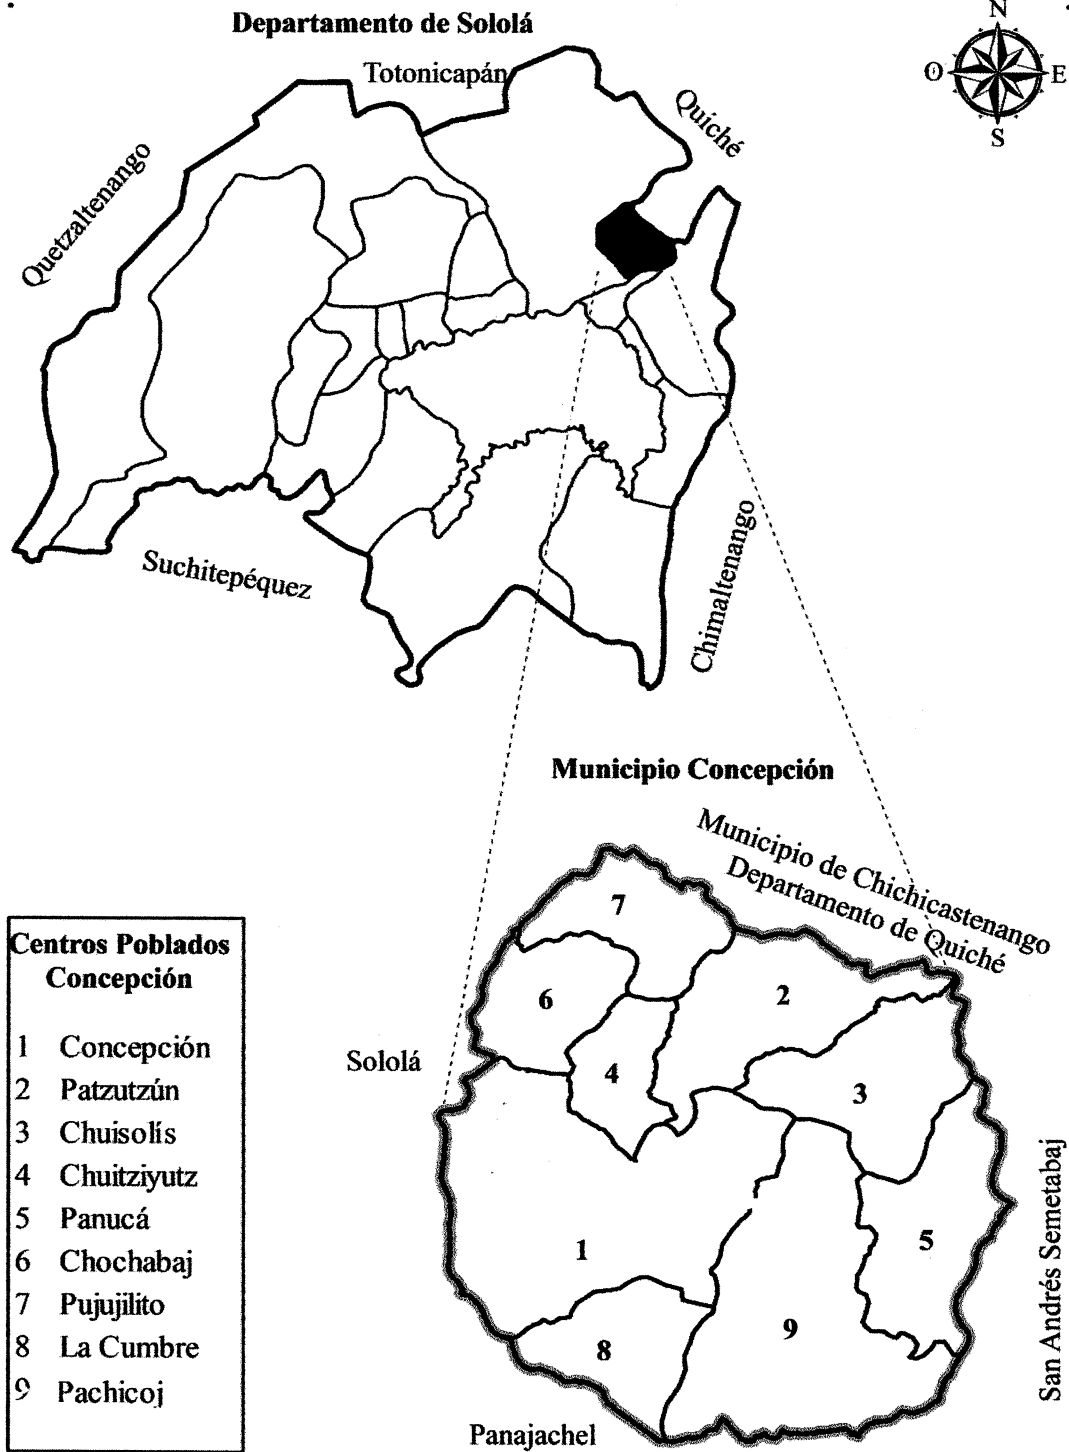 Departamento de Sololá
N
O
E
S
Totonicapán
Quiché
Quetzaltenango
Suchitepéquez
Chimaltenango
Municipio Concepción
Municipio de Chichicastenango
Departamento de Quiché
7
6
2
4
3
5
1
9
8
Sololá
San Andrés Semetabaj
Panajachel
Centros Poblados
Concepción
1 Concepción
2 Patzutzún
3 Chuisolís
4 Chuitziyutz
5 Panucá
6 Chochabaj
7 Pujujilito
8 La Cumbre
9 Pachicoj